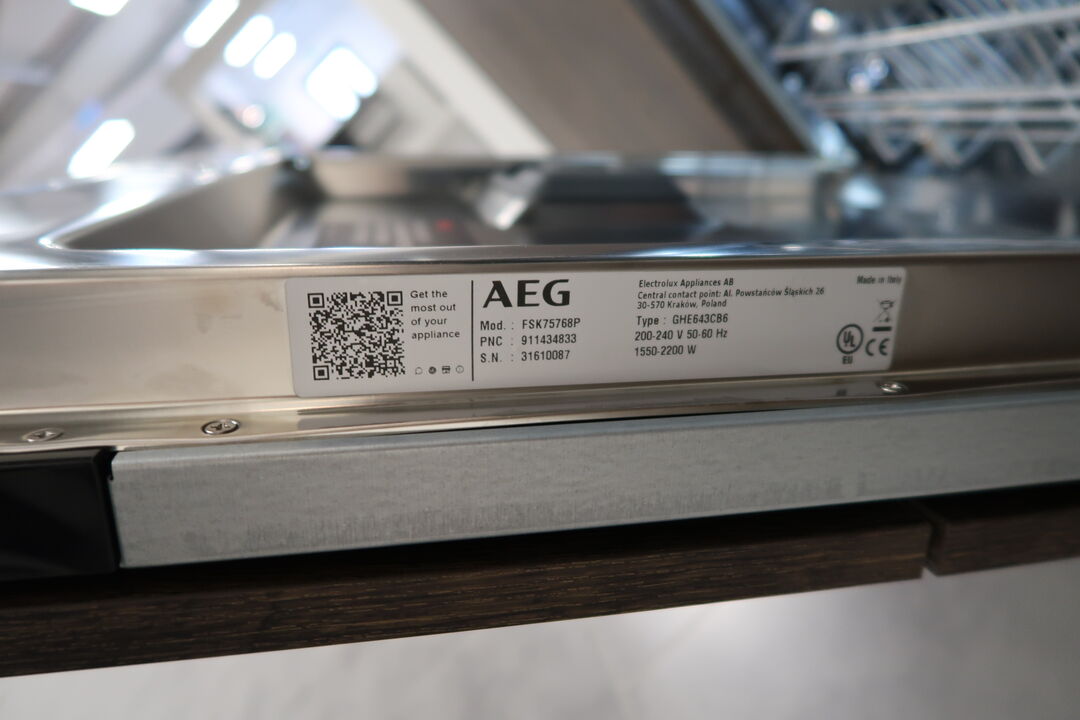 Get the
most out
of your
appliance
AEG
Mod. : FSK75768P
PNC : 911434833
S.N. : 31610087
Electrolux Appliances AB
Central contact point: Al. Powstańców Śląskich 26
30-570 Kraków, Poland
Type : GHE643CB6
200-240 V 50-60 Hz
1550-2200 W
Made in Italy
UL
EU
CE